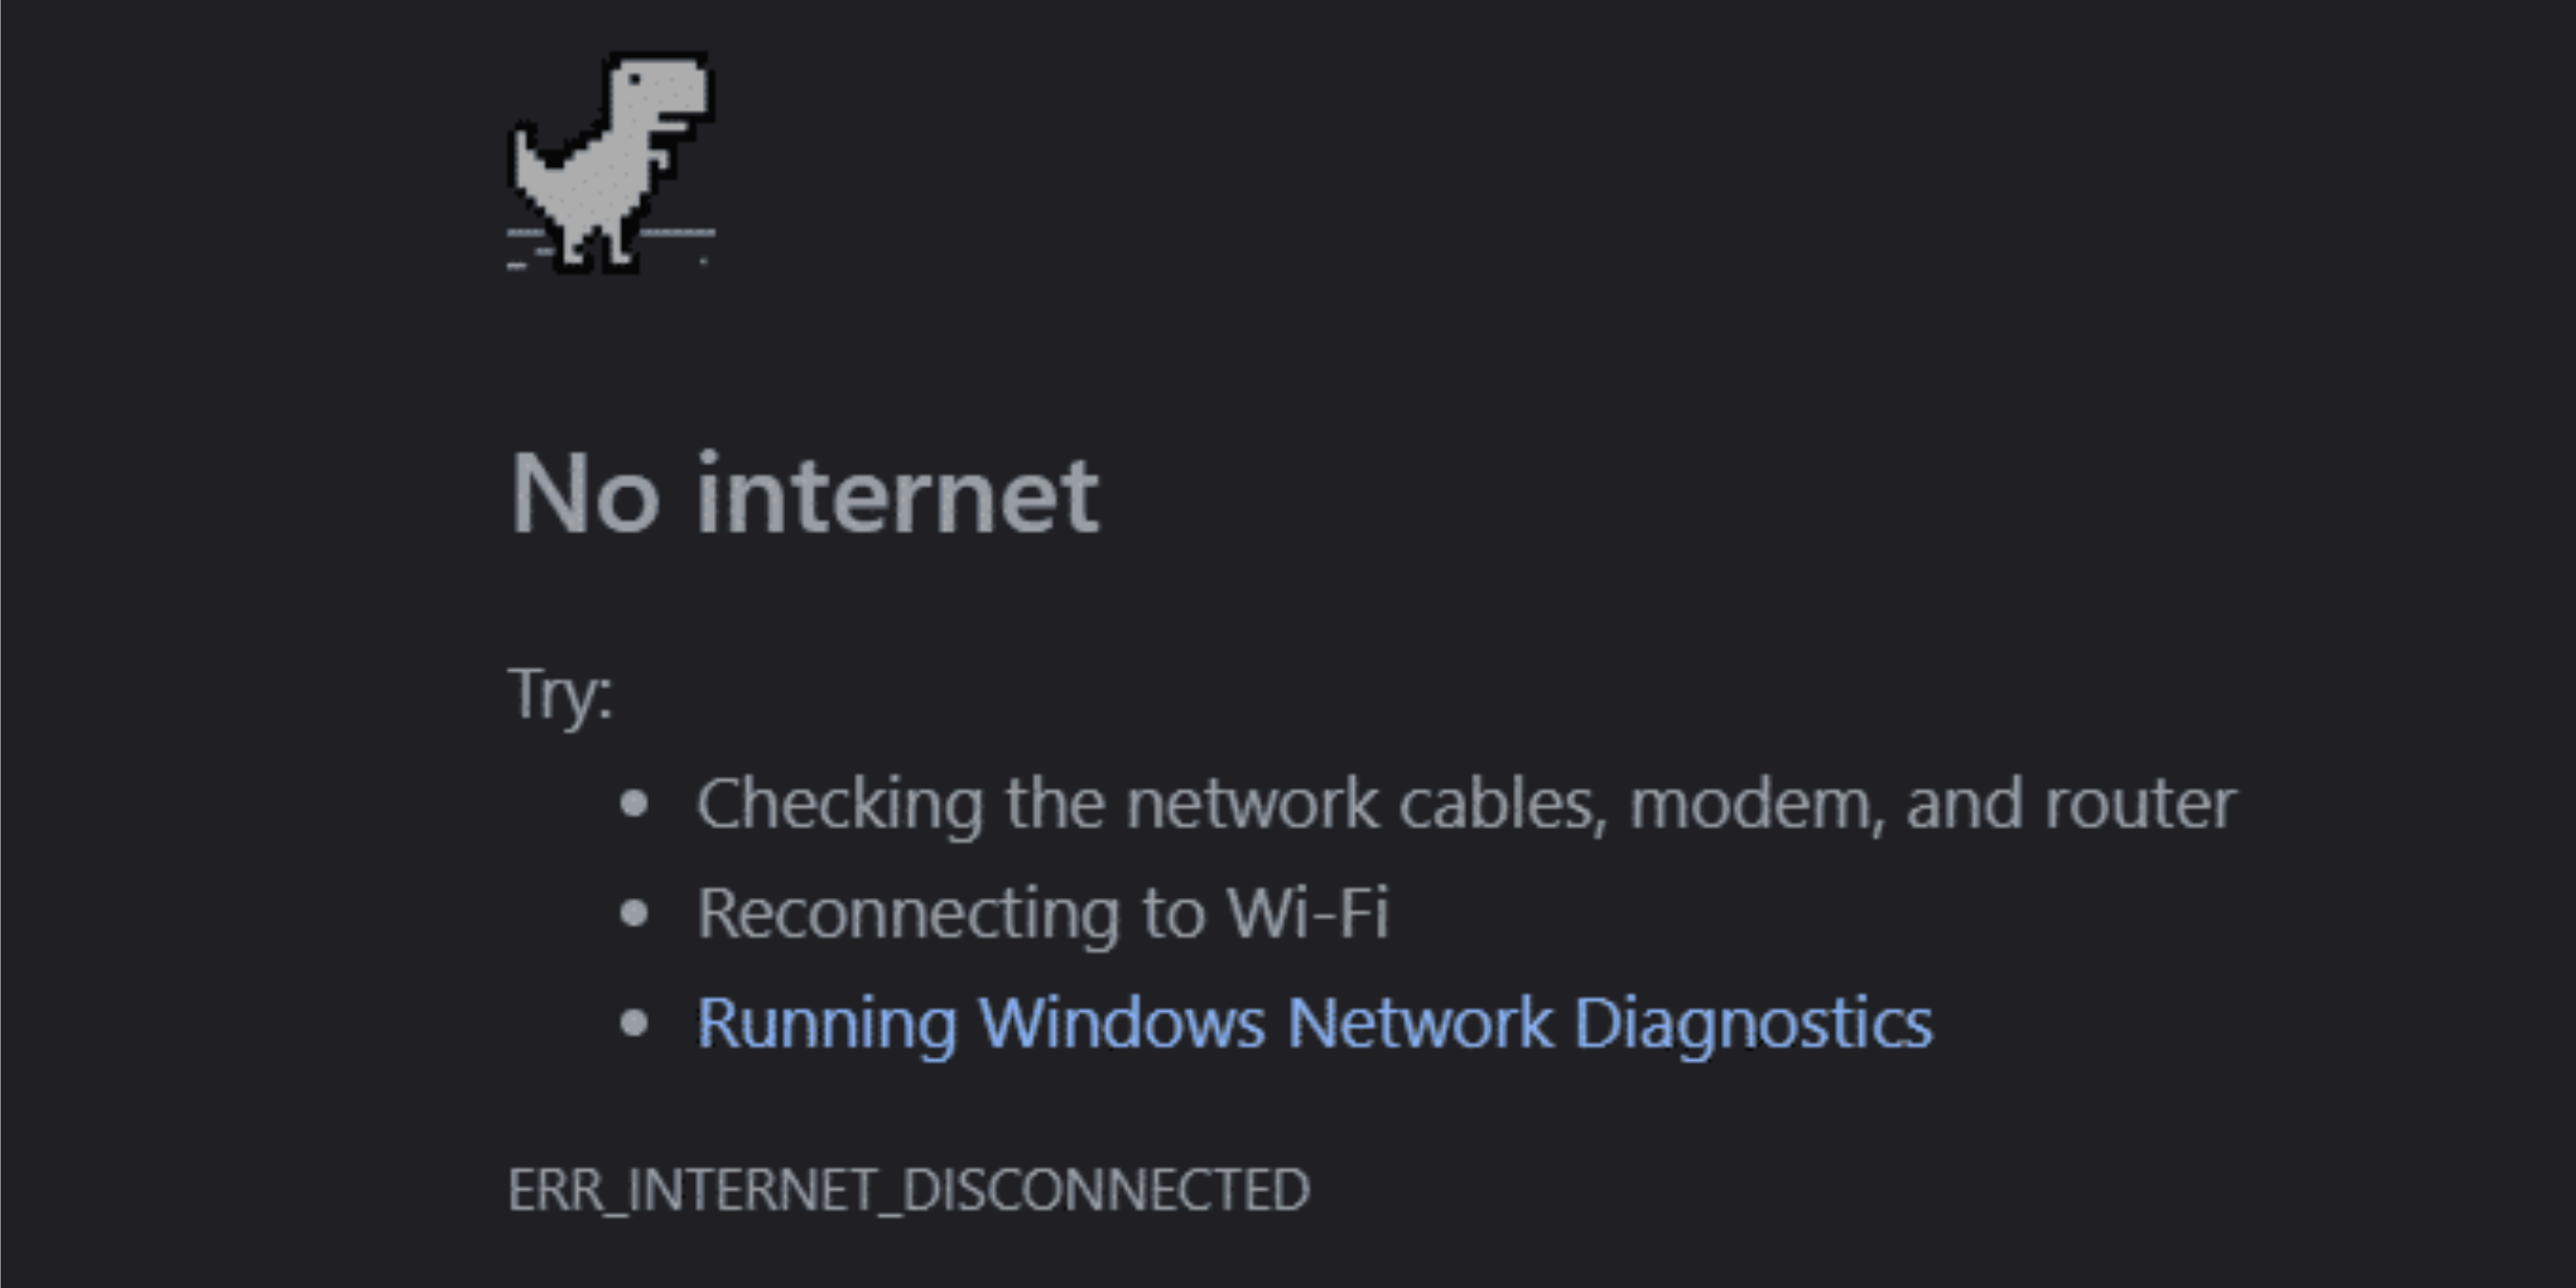 No internet
Try:
• Checking the network cables, modem, and router
• Reconnecting to Wi-Fi
• Running Windows Network Diagnostics
ERR_INTERNET_DISCONNECTED